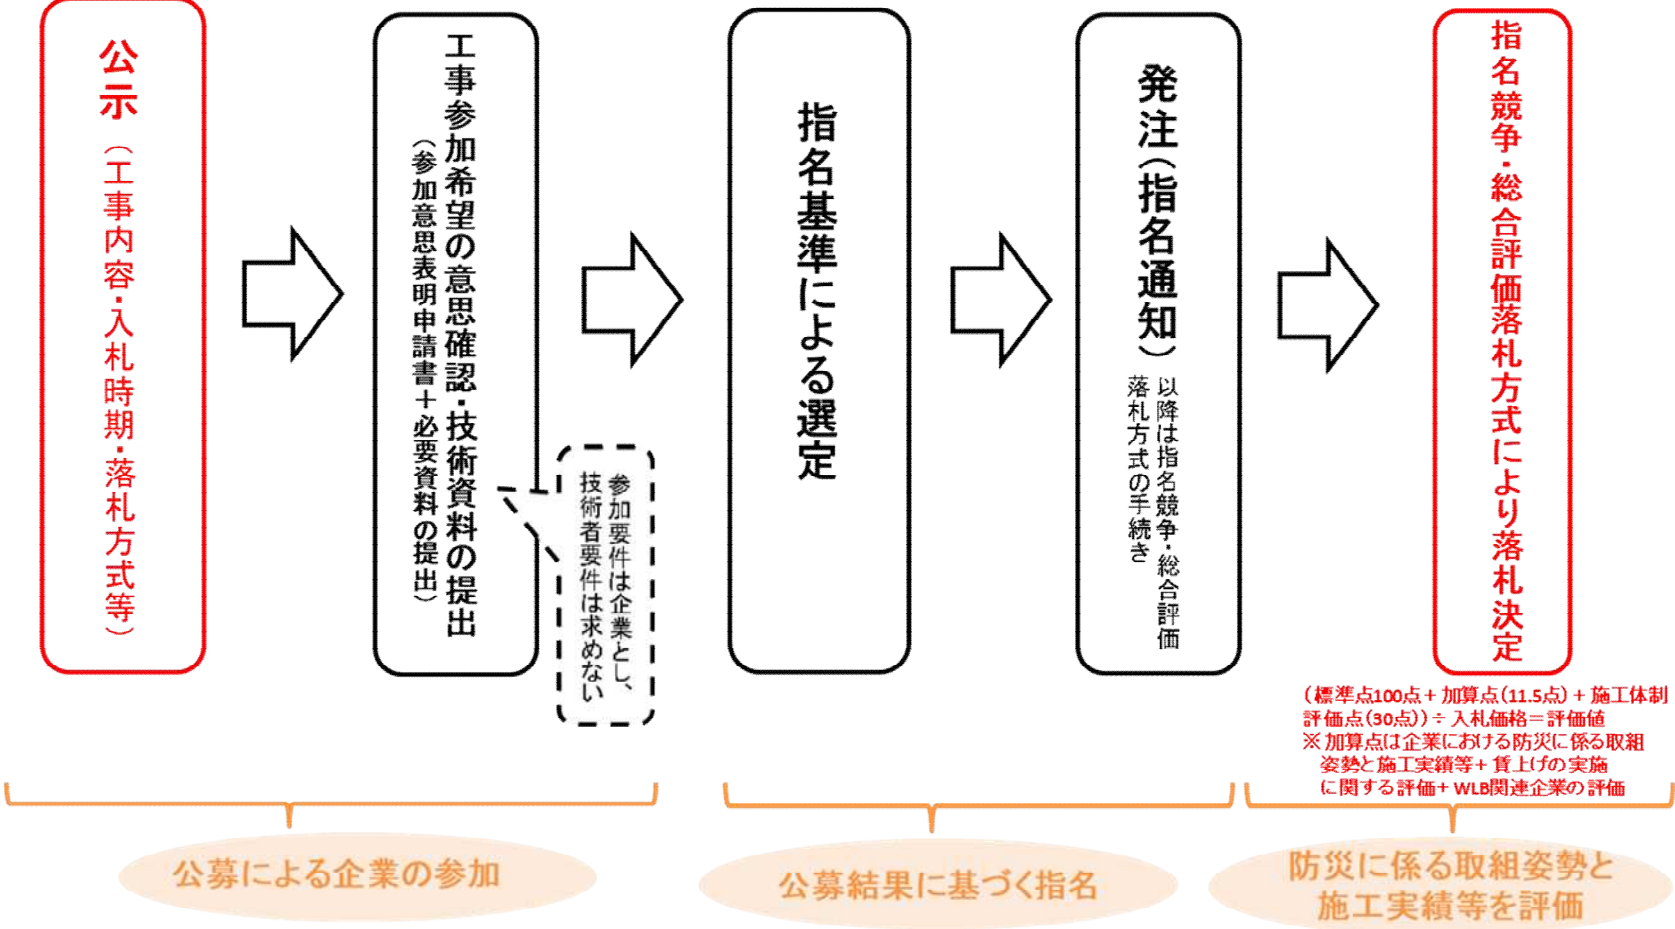 公示（工事内容・入札時期・落札方式等）
工事参加希望の意思確認・技術資料の提出
（参加意思表明申請書＋必要資料の提出）
参加要件は企業とし、
技術者要件は求めない
指名基準による選定
発注（指名通知）
以降は指名競争・総合評価
落札方式の手続き
指名競争・総合評価落札方式により落札決定
（標準点100点＋加算点（11.5点）＋施工体制
評価点（30点））÷入札価格＝評価値
※加算点は企業における防災に係る取組
姿勢と施工実績等＋賃上げの実施
に関する評価＋WLB関連企業の評価
公募による企業の参加
公募結果に基づく指名
防災に係る取組姿勢と
施工実績等を評価